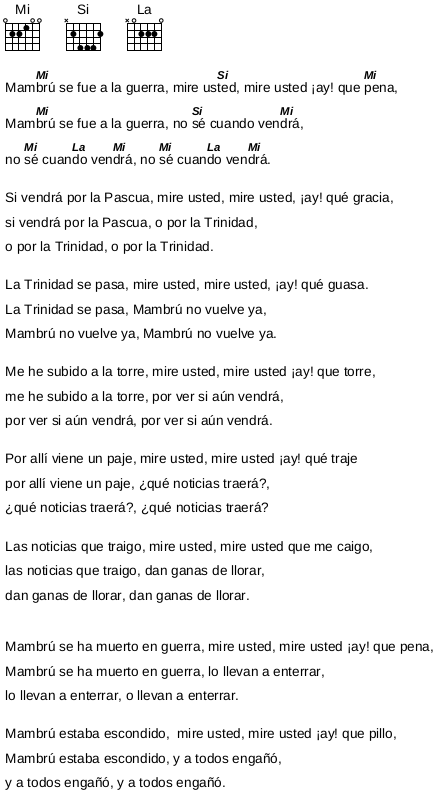 Mi Si La
Mi Si Mi
Mambrú se fue a la guerra, mire usted, mire usted ¡ay! que pena,
Mi Si Mi
Mambrú se fue a la guerra, no sé cuando vendrá,
Mi La Mi Mi La Mi
no sé cuando vendrá, no sé cuando vendrá.
Si vendrá por la Pascua, mire usted, mire usted, ¡ay! qué gracia,
si vendrá por la Pascua, o por la Trinidad,
o por la Trinidad, o por la Trinidad.
La Trinidad se pasa, mire usted, mire usted, ¡ay! qué guasa.
La Trinidad se pasa, Mambrú no vuelve ya,
Mambrú no vuelve ya, Mambrú no vuelve ya.
Me he subido a la torre, mire usted, mire usted ¡ay! que torre,
me he subido a la torre, por ver si aún vendrá,
por ver si aún vendrá, por ver si aún vendrá.
Por allí viene un paje, mire usted, mire usted ¡ay! qué traje
por allí viene un paje, ¿qué noticias traerá?,
¿qué noticias traerá?, ¿qué noticias traerá?
Las noticias que traigo, mire usted, mire usted que me caigo,
las noticias que traigo, dan ganas de llorar,
dan ganas de llorar, dan ganas de llorar.
Mambrú se ha muerto en guerra, mire usted, mire usted ¡ay! que pena,
Mambrú se ha muerto en guerra, lo llevan a enterrar,
lo llevan a enterrar, o llevan a enterrar.
Mambrú estaba escondido,  mire usted, mire usted ¡ay! que pillo,
Mambrú estaba escondido, y a todos engañó,
y a todos engañó, y a todos engañó.